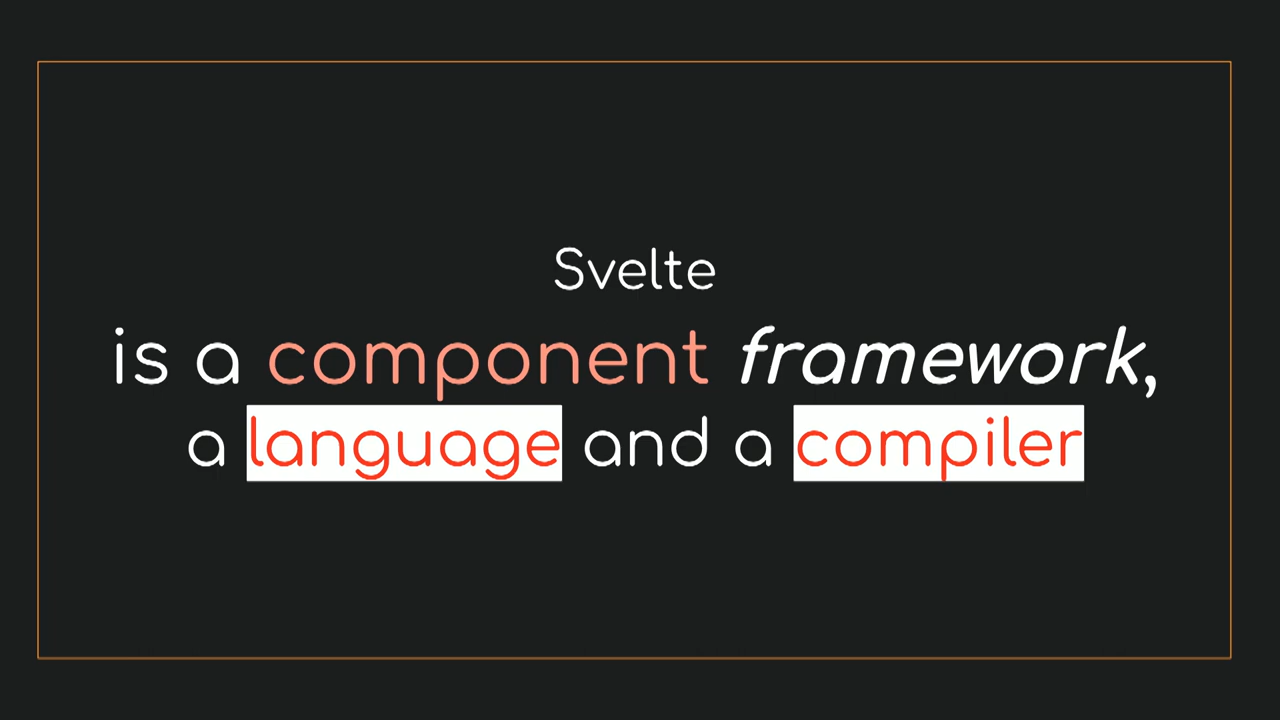 Svelte
is a component framework,
a language and a compiler